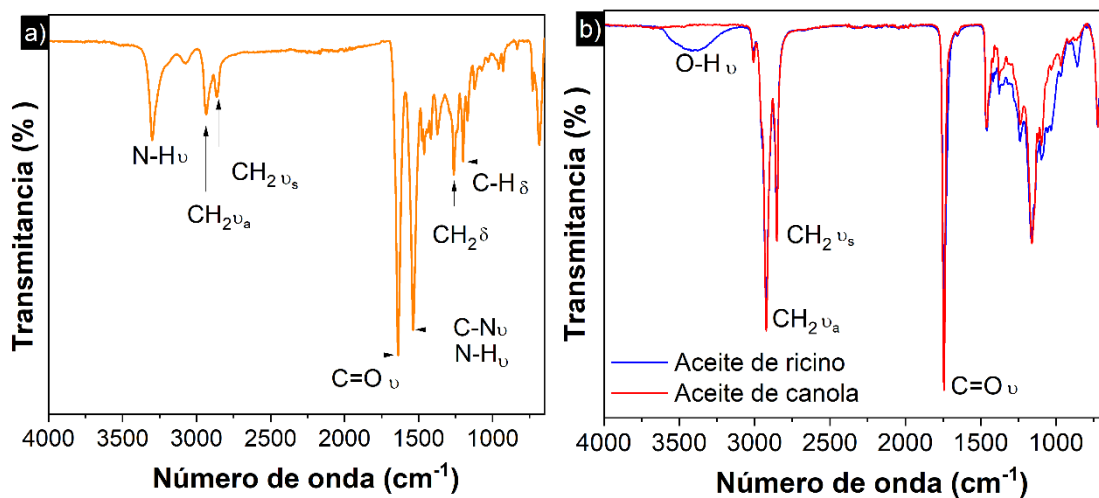 a)
N-Hυ
CH2υa
CH2 υs
C=O υ
C-Nυ
N-Hυ
CH2δ
C-H δ
Transmitancia (% )
4000 3500 3000 2500 2000 1500 1000
Número de onda (cm-1)
b)
O-H υ
CH2 υs
CH2 υa
C=O υ
Aceite de ricino
Aceite de canola
Transmitancia (% )
4000 3500 3000 2500 2000 1500 1000
Número de onda (cm-1)